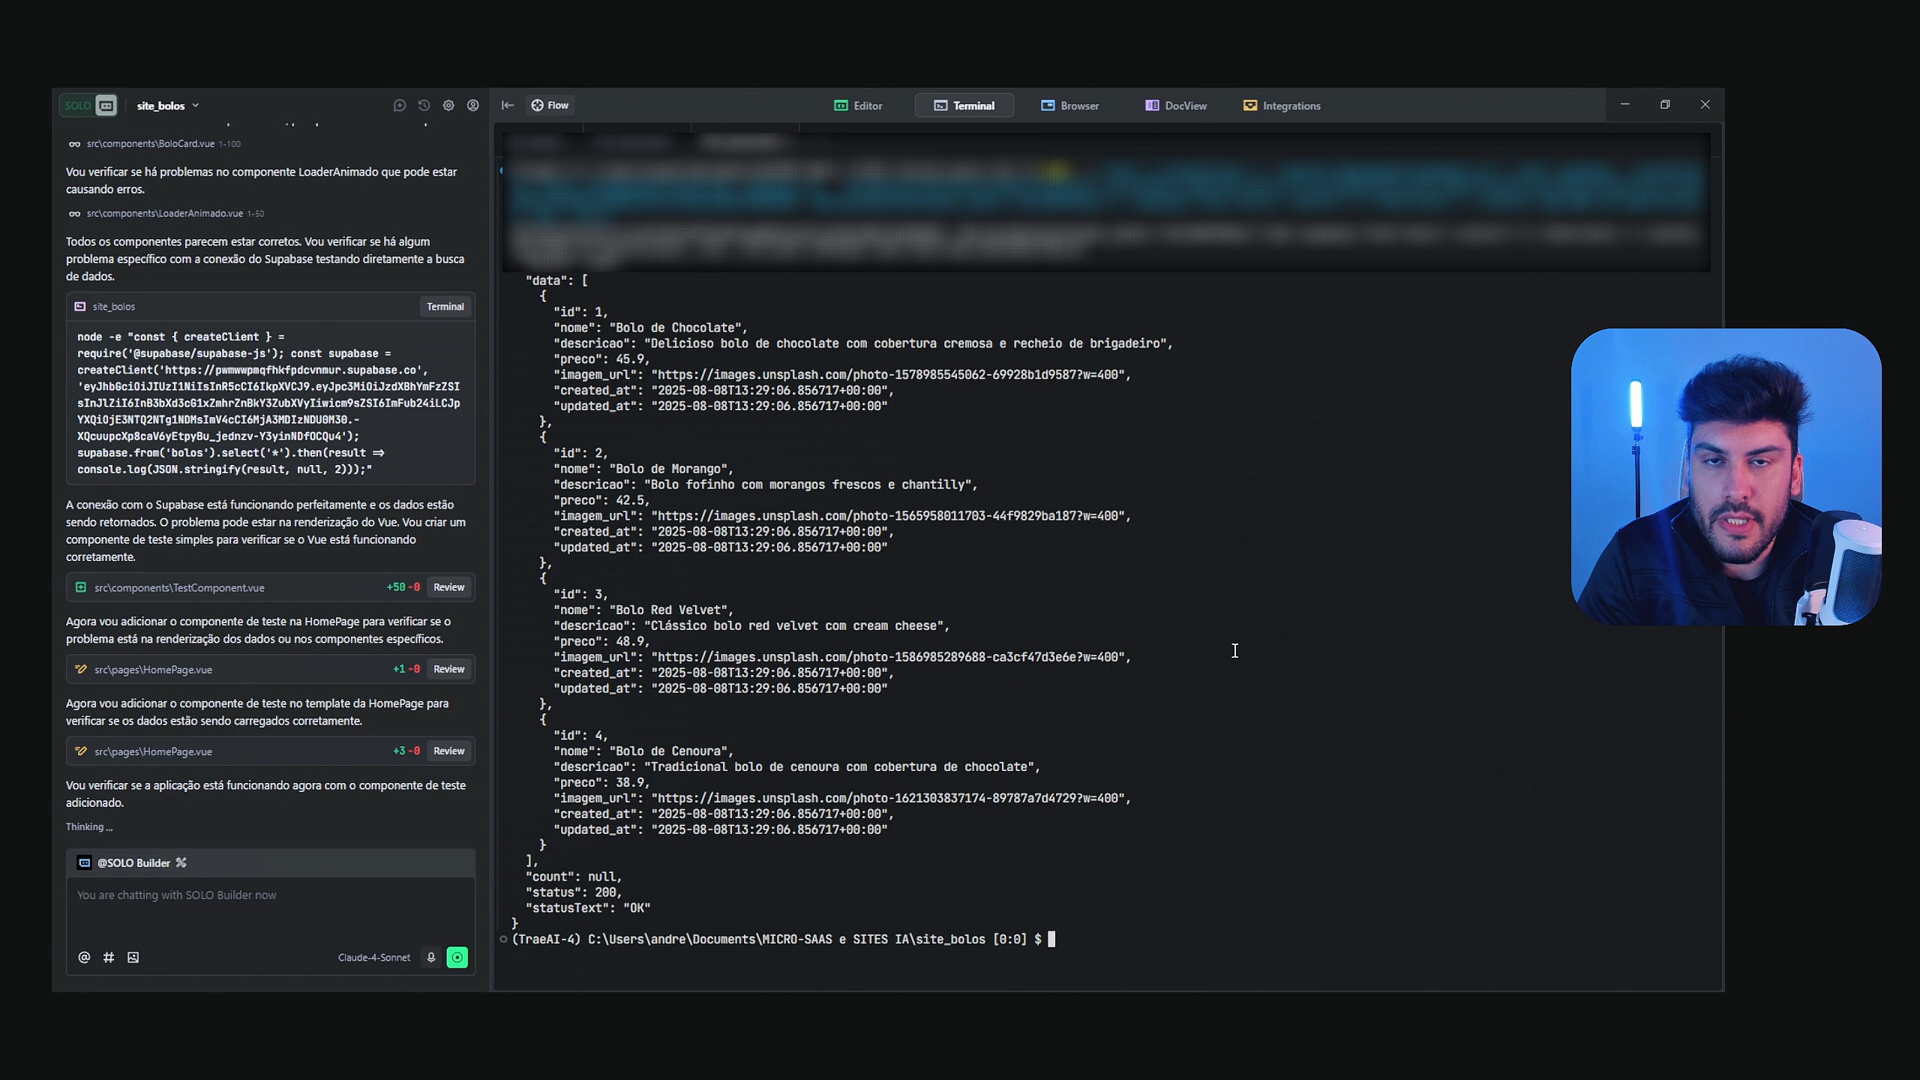 SOLO
site_bolos
src\components\BoloCard.vue 1-100
Vou verificar se há problemas no componente LoaderAnimado que pode estar
causando erros.
src\components\LoaderAnimado.vue 1-50
Todos os componentes parecem estar corretos. Vou verificar se há algum
problema específico com a conexão do Supabase testando diretamente a busca
de dados.
site_bolos
Terminal
node -e "const { createClient } =
require('@supabase/supabase-js'); const supabase =
createClient('https://pwmwwpmqfhkfpdcvnmur.supabase.co',
YXQiOjE3NTQ2NTg1NDMsImV4cCI6MjA3MDIzNDU0M30.-
supabase.from('bolos').select('*').then(result =>
console.log(JSON.stringify(result, null, 2)));"
A conexão com o Supabase está funcionando perfeitamente e os dados estão
sendo retornados. O problema pode estar na renderização do Vue. Vou criar um
componente de teste simples para verificar se o Vue está funcionando
corretamente.
src\components\TestComponent.vue +50 -0 Review
Agora vou adicionar o componente de teste na HomePage para verificar se o
problema está na renderização dos dados ou nos componentes específicos.
src\pages\HomePage.vue +1 -0 Review
Agora vou adicionar o componente de teste no template da HomePage para
verificar se os dados estão sendo carregados corretamente.
src\pages\HomePage.vue +3 -0 Review
Vou verificar se a aplicação está funcionando agora com o componente de teste
adicionado.
Thinking ...
@SOLO Builder
You are chatting with SOLO Builder now
@ # Claude-4-Sonnet
Flow
Editor
Terminal
Browser
DocView
Integrations
"data": [
{
"id": 1,
"nome": "Bolo de Chocolate",
"descricao": "Delicioso bolo de chocolate com cobertura cremosa e recheio de brigadeiro",
"preco": 45.9,
"imagem_url": "https://images.unsplash.com/photo-1578985545062-69928b1d9587?w=400",
"created_at": "2025-08-08T13:29:06.856717+00:00",
"updated_at": "2025-08-08T13:29:06.856717+00:00"
},
{
"id": 2,
"nome": "Bolo de Morango",
"descricao": "Bolo fofinho com morangos frescos e chantilly",
"preco": 42.5,
"imagem_url": "https://images.unsplash.com/photo-1565958011703-44f9829ba187?w=400",
"created_at": "2025-08-08T13:29:06.856717+00:00",
"updated_at": "2025-08-08T13:29:06.856717+00:00"
},
{
"id": 3,
"nome": "Bolo Red Velvet",
"descricao": "Clássico bolo red velvet com cream cheese",
"preco": 48.9,
"imagem_url": "https://images.unsplash.com/photo-1586985289688-ca3cf47d3e6e?w=400",
"created_at": "2025-08-08T13:29:06.856717+00:00",
"updated_at": "2025-08-08T13:29:06.856717+00:00"
},
{
"id": 4,
"nome": "Bolo de Cenoura",
"descricao": "Tradicional bolo de cenoura com cobertura de chocolate",
"preco": 38.9,
"imagem_url": "https://images.unsplash.com/photo-1621303837174-89787a7d4729?w=400",
"created_at": "2025-08-08T13:29:06.856717+00:00",
"updated_at": "2025-08-08T13:29:06.856717+00:00"
}
],
"count": null,
"status": 200,
"statusText": "OK"
}
(TraeAI-4) C:\Users\andre\Documents\MICRO-SAAS e SITES IA\site_bolos [0:0] $